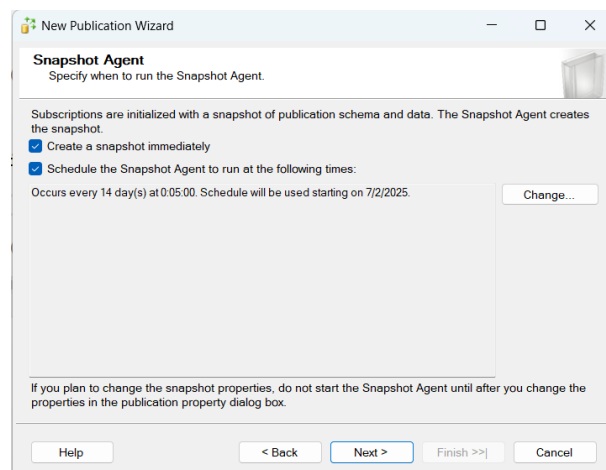 New Publication Wizard
Snapshot Agent
Specify when to run the Snapshot Agent.
Subscriptions are initialized with a snapshot of publication schema and data. The Snapshot Agent creates
the snapshot.
Create a snapshot immediately
Schedule the Snapshot Agent to run at the following times:
Occurs every 14 day(s) at 0:05:00. Schedule will be used starting on 7/2/2025.
Change...
If you plan to change the snapshot properties, do not start the Snapshot Agent until after you change the
properties in the publication property dialog box.
Help
< Back
Next >
Finish >>|
Cancel